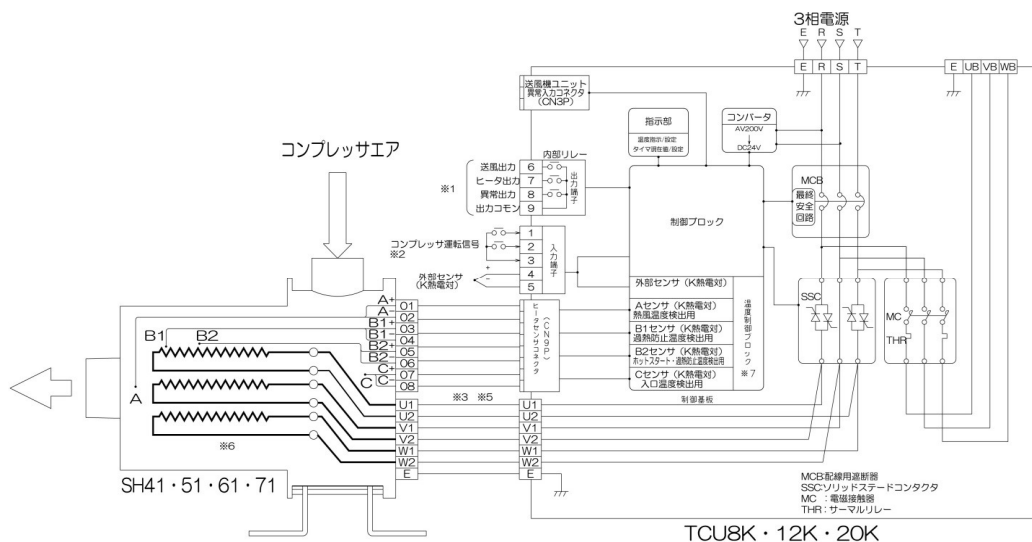 3相電源
E R S T
E R S T
E UB VB WB
送風機ユニット
異常入力コネクタ
(CN3P)
指示部
温度指示/設定
タイマ現在値/設定
コンバータ
AV200V
DC24V
コンプレッサエア
内部リレー
※1
送風出力 6
ヒータ出力 7
異常出力 8
出力コモン 9
出力端子
MCB
最終
安全
回路
制御ブロック
コンプレッサ運転信号
※2
1
2
3
4
5
入力端子
外部センサ
(K熱電対)
+
-
外部センサ(K熱電対)
Aセンサ(K熱電対)
熱風温度検出用
B1センサ(K熱電対)
過熱防止温度検出用
B2センサ(K熱電対)
ホットスタート・過熱防止温度検出用
Cセンサ(K熱電対)
入口温度検出用
温度制御ブロック
※7
制御基板
SSC
MC
THR
A+ 01
A- 02
B1+ 03
B1- 04
B2+ 05
B2- 06
C+ 07
C- 08
ヒータセンサコネクタ
(CN9P)
B1
B2
A
C
※3 ※5
※6
U1
U2
V1
V2
W1
W2
E
U1
U2
V1
V2
W1
W2
E
SH41・51・61・71
MCB:配線用遮断器
SSC:ソリッドステードコンタクタ
MC :電磁接触器
THR:サーマルリレー
TCU8K・12K・20K